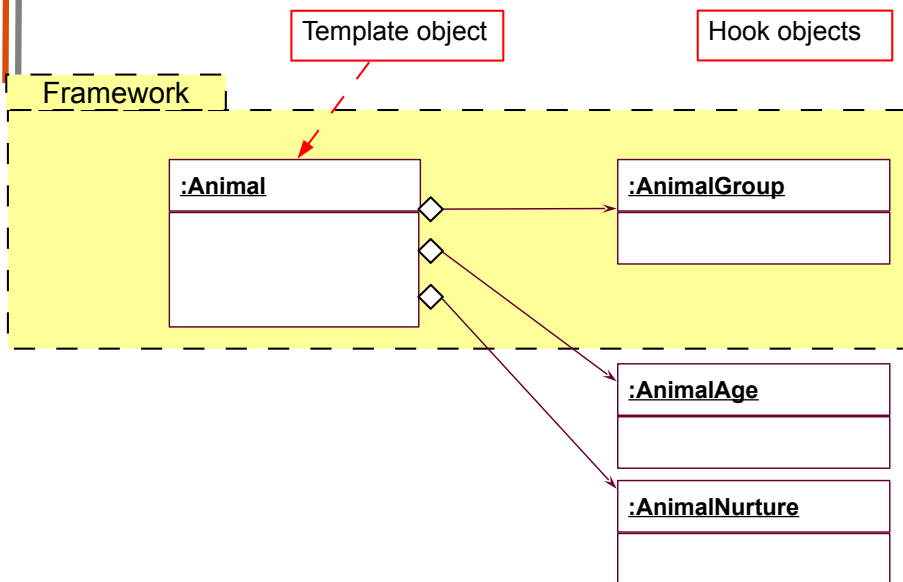 Template object
Hook objects
Framework
:Animal
:AnimalGroup
:AnimalAge
:AnimalNurture